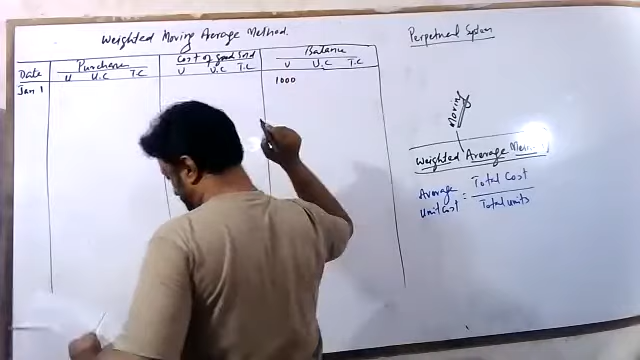 Weighted Moving Average Method.
Perpetual System
Date Purchases Cost of good Sold Balance
U U.C T.C U U.C T.C U U.C T.C
Jan 1 1000
Moving
Weighted Average Method
Average Unit Cost = Total Cost / Total units